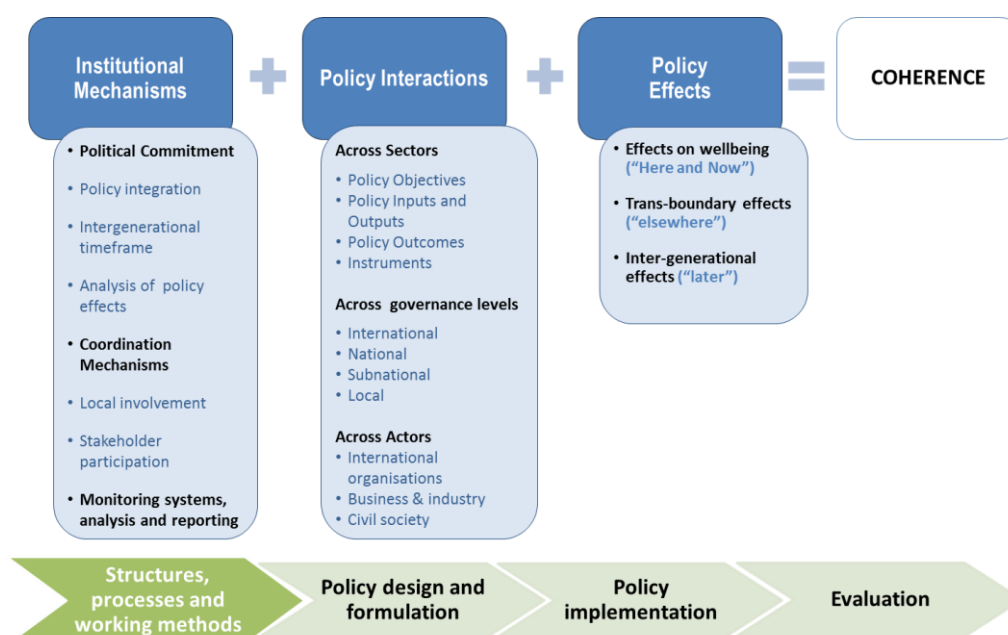 Institutional
Mechanisms
Policy Interactions
Policy
Effects
COHERENCE
• Political Commitment
• Policy integration
• Intergenerational
timeframe
• Analysis of policy
effects
• Coordination
Mechanisms
• Local involvement
• Stakeholder
participation
• Monitoring systems,
analysis and reporting
Across Sectors
• Policy Objectives
• Policy Inputs and
Outputs
• Policy Outcomes
• Instruments
Across governance levels
• International
• National
• Subnational
• Local
Across Actors
• International
organisations
• Business & industry
• Civil society
• Effects on wellbeing
(“Here and Now”)
• Trans-boundary effects
(“elsewhere”)
• Inter-generational
effects (“later”)
Structures,
processes and
working methods
Policy design and
formulation
Policy
implementation
Evaluation